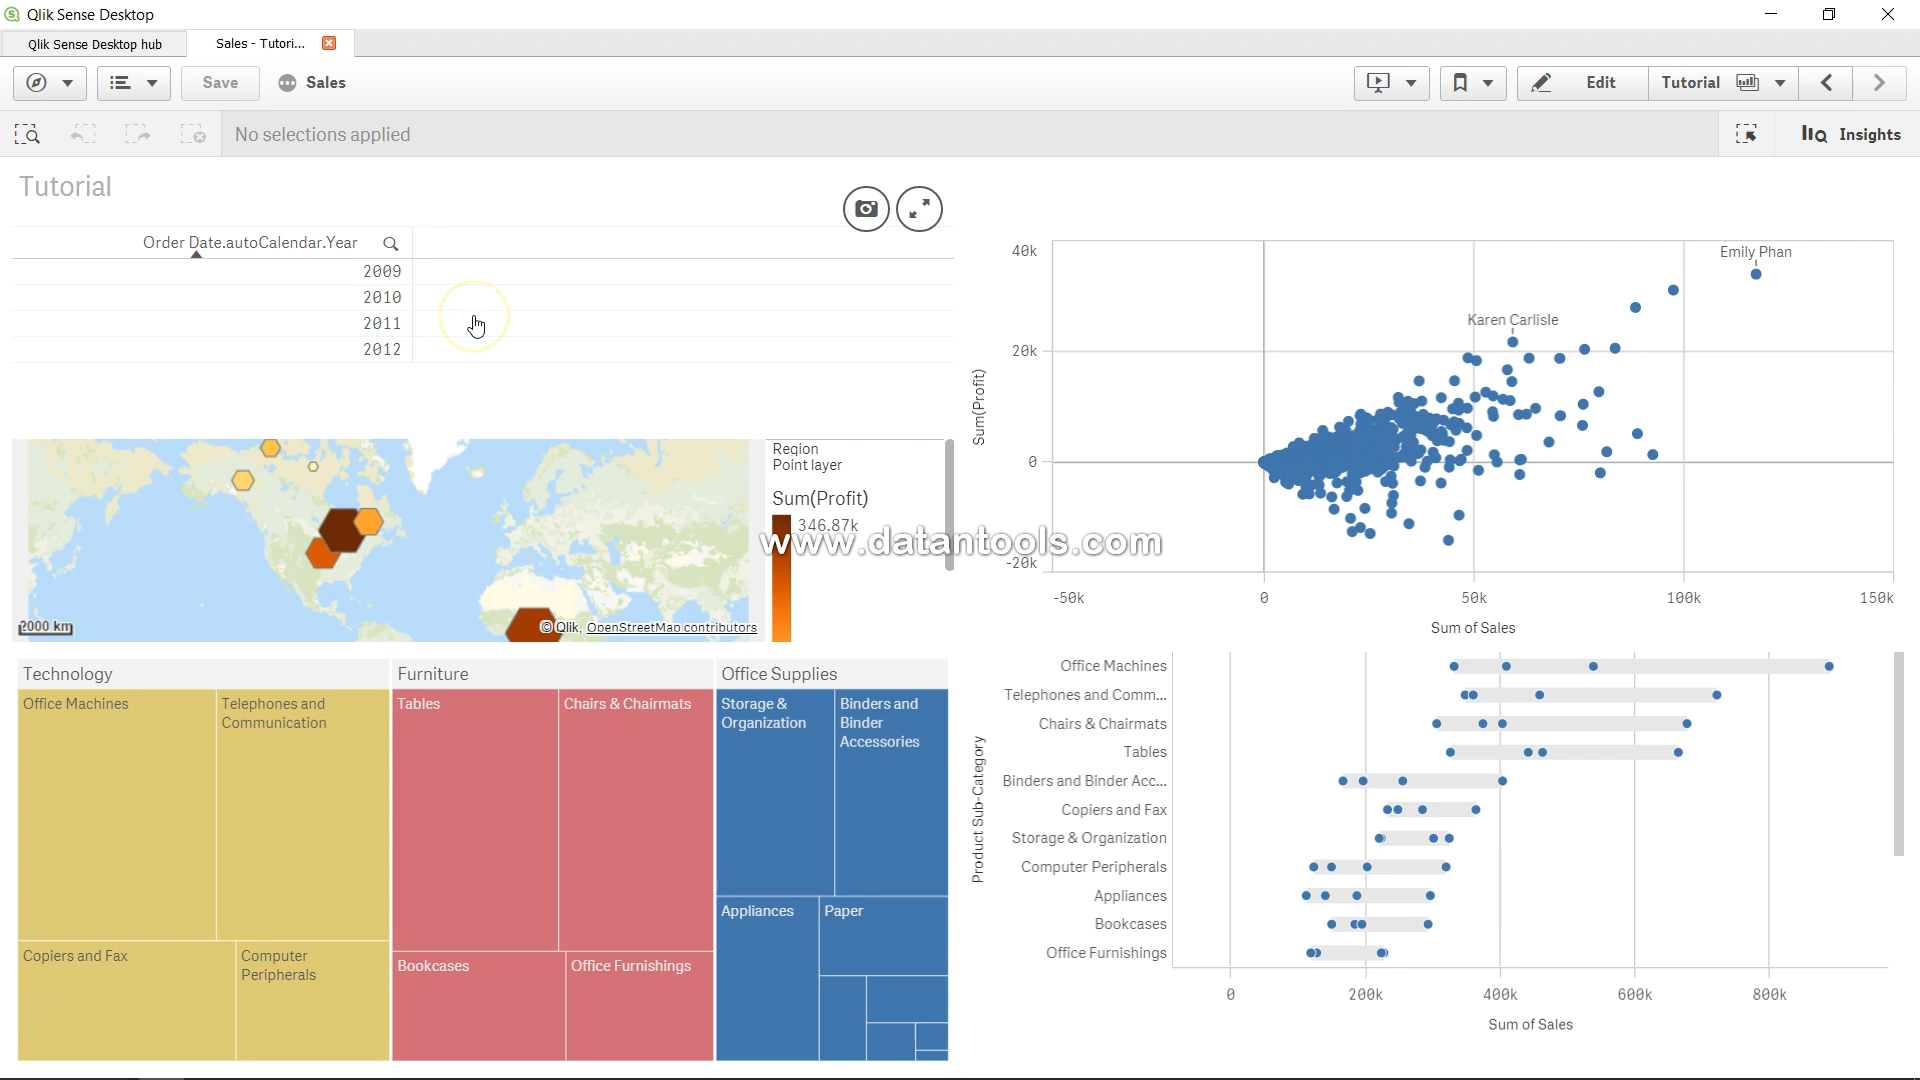 Qlik Sense Desktop
Qlik Sense Desktop hub
Sales - Tutori...
Save
Sales
Edit
Tutorial
No selections applied
Insights
Tutorial
Order Date.autoCalendar.Year
2009
2010
2011
2012
Region
Point layer
Sum(Profit)
346.87k
2000 km
© Qlik, OpenStreetMap contributors
www.datantools.com
Sum(Profit)
40k
20k
0
-20k
Emily Phan
Karen Carlisle
-50k
0
50k
100k
150k
Sum of Sales
Technology
Office Machines
Telephones and
Communication
Copiers and Fax
Computer
Peripherals
Furniture
Tables
Chairs & Chairmats
Bookcases
Office Furnishings
Office Supplies
Storage &
Organization
Binders and
Binder
Accessories
Appliances
Paper
Product Sub-Category
Office Machines
Telephones and Comm...
Chairs & Chairmats
Tables
Binders and Binder Acc...
Copiers and Fax
Storage & Organization
Computer Peripherals
Appliances
Bookcases
Office Furnishings
0
200k
400k
600k
800k
Sum of Sales